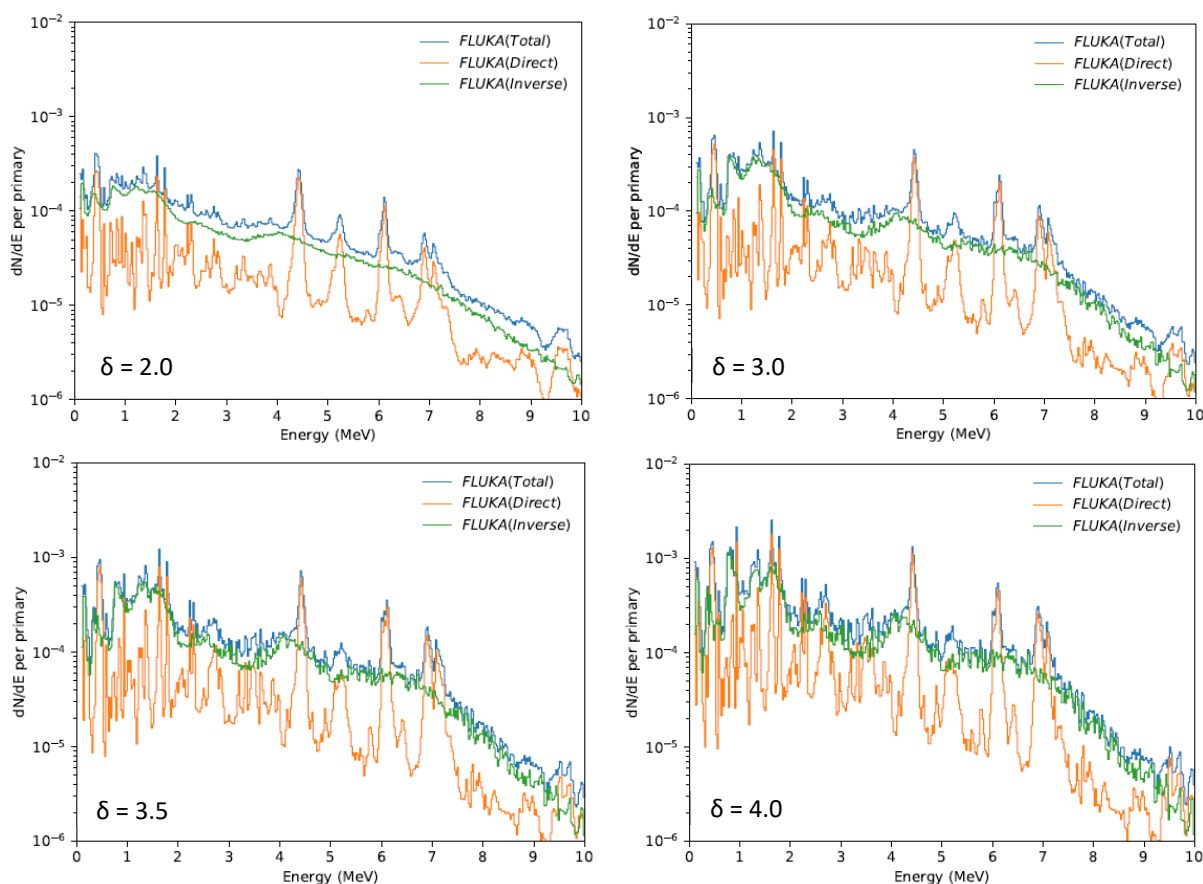 10⁻²
10⁻³
10⁻⁴
10⁻⁵
10⁻⁶
dN/dE per primary
FLUKA(Total)
FLUKA(Direct)
FLUKA(Inverse)
δ = 2.0
0 1 2 3 4 5 6 7 8 9 10
Energy (MeV)
10⁻²
10⁻³
10⁻⁴
10⁻⁵
10⁻⁶
dN/dE per primary
FLUKA(Total)
FLUKA(Direct)
FLUKA(Inverse)
δ = 3.0
0 1 2 3 4 5 6 7 8 9 10
Energy (MeV)
10⁻²
10⁻³
10⁻⁴
10⁻⁵
10⁻⁶
dN/dE per primary
FLUKA(Total)
FLUKA(Direct)
FLUKA(Inverse)
δ = 3.5
0 1 2 3 4 5 6 7 8 9 10
Energy (MeV)
10⁻²
10⁻³
10⁻⁴
10⁻⁵
10⁻⁶
dN/dE per primary
FLUKA(Total)
FLUKA(Direct)
FLUKA(Inverse)
δ = 4.0
0 1 2 3 4 5 6 7 8 9 10
Energy (MeV)